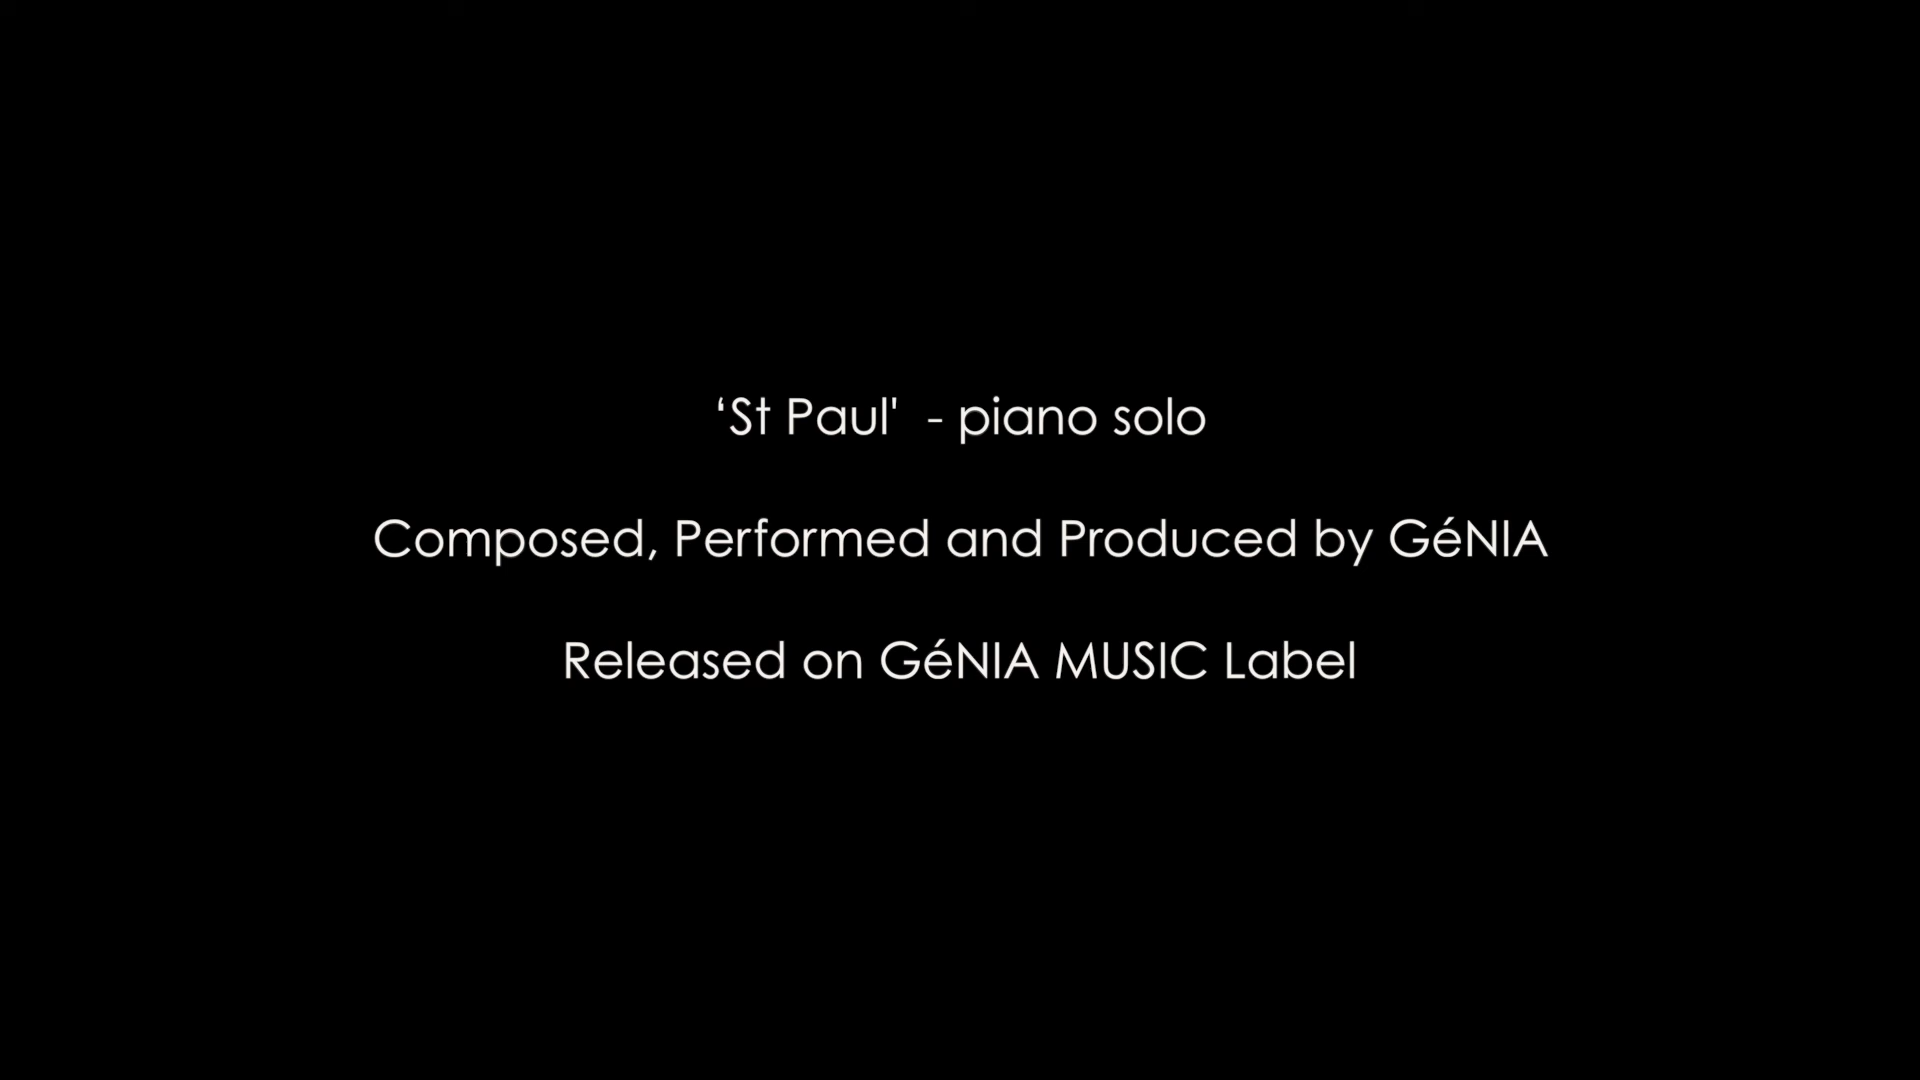 ‘St Paul'  - piano solo
Composed, Performed and Produced by GéNIA
Released on GéNIA MUSIC Label